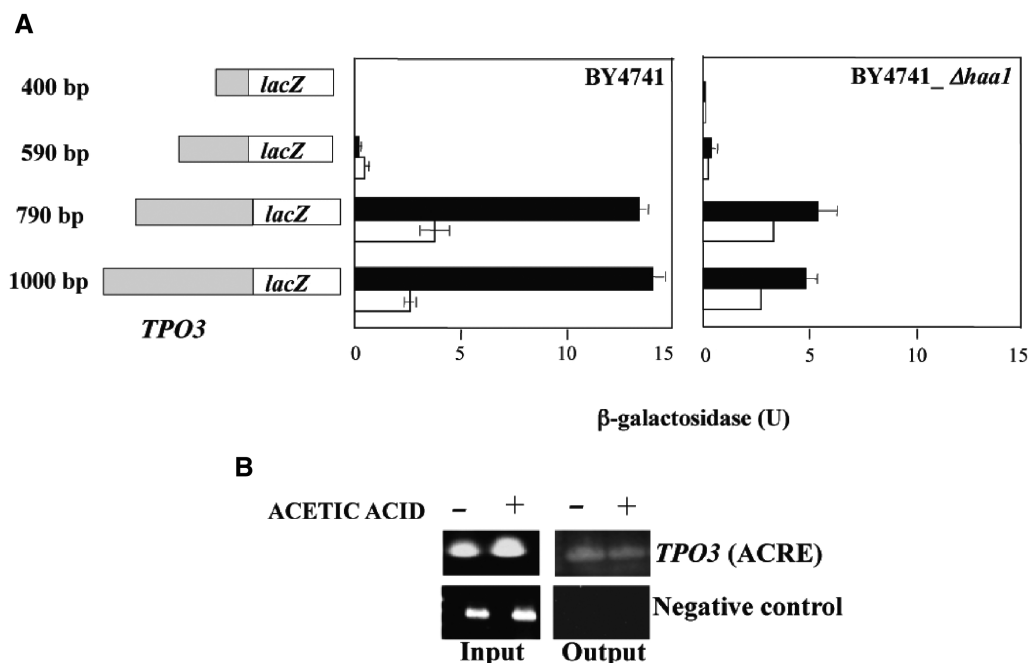 A
400 bp
lacZ
590 bp
lacZ
790 bp
lacZ
1000 bp
lacZ
TPO3
BY4741
0 5 10 15
BY4741_ Δhaa1
0 5 10 15
β-galactosidase (U)
B
ACETIC ACID - + - +
TPO3 (ACRE)
Negative control
Input Output